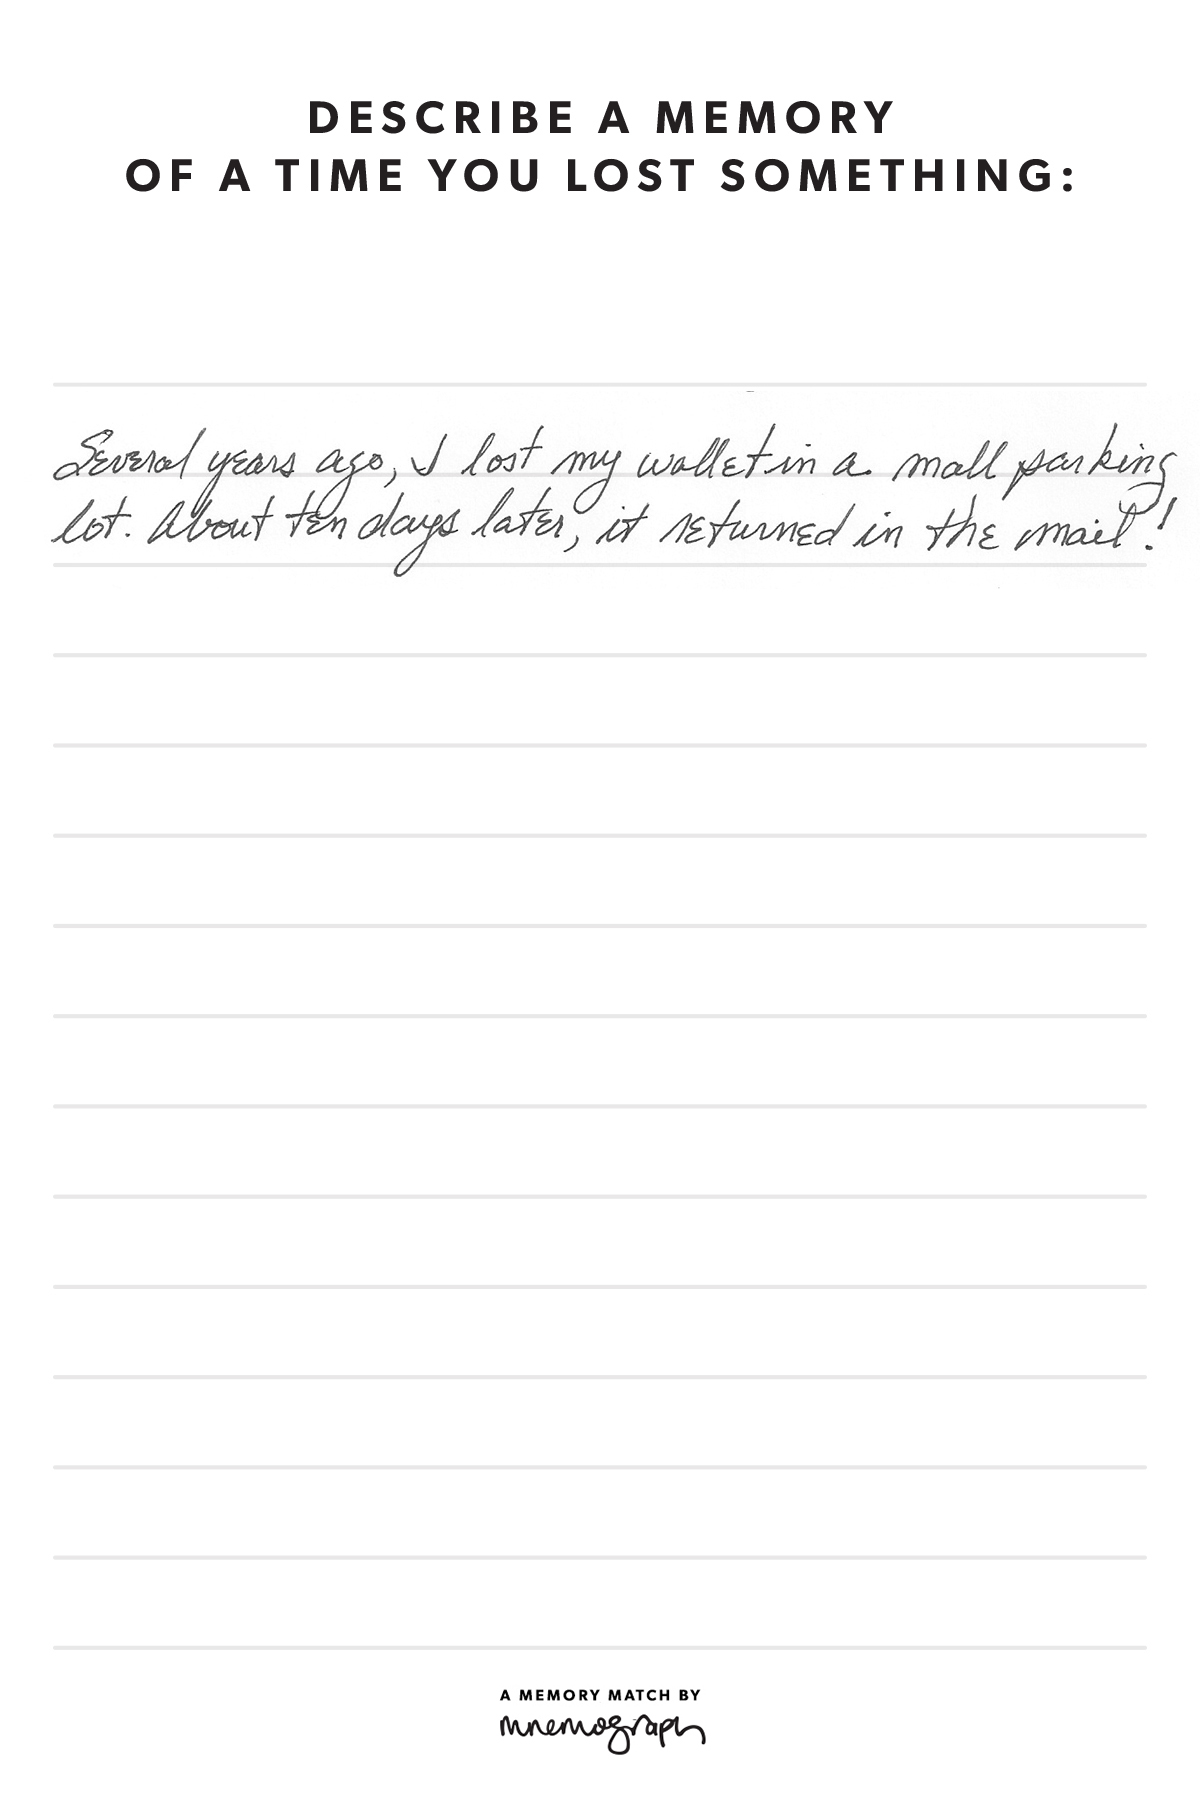 DESCRIBE A MEMORY
OF A TIME YOU LOST SOMETHING:
Several years ago, I lost my wallet in a mall parking
lot. About ten days later, it returned in the mail!
A MEMORY MATCH BY
mnemograph